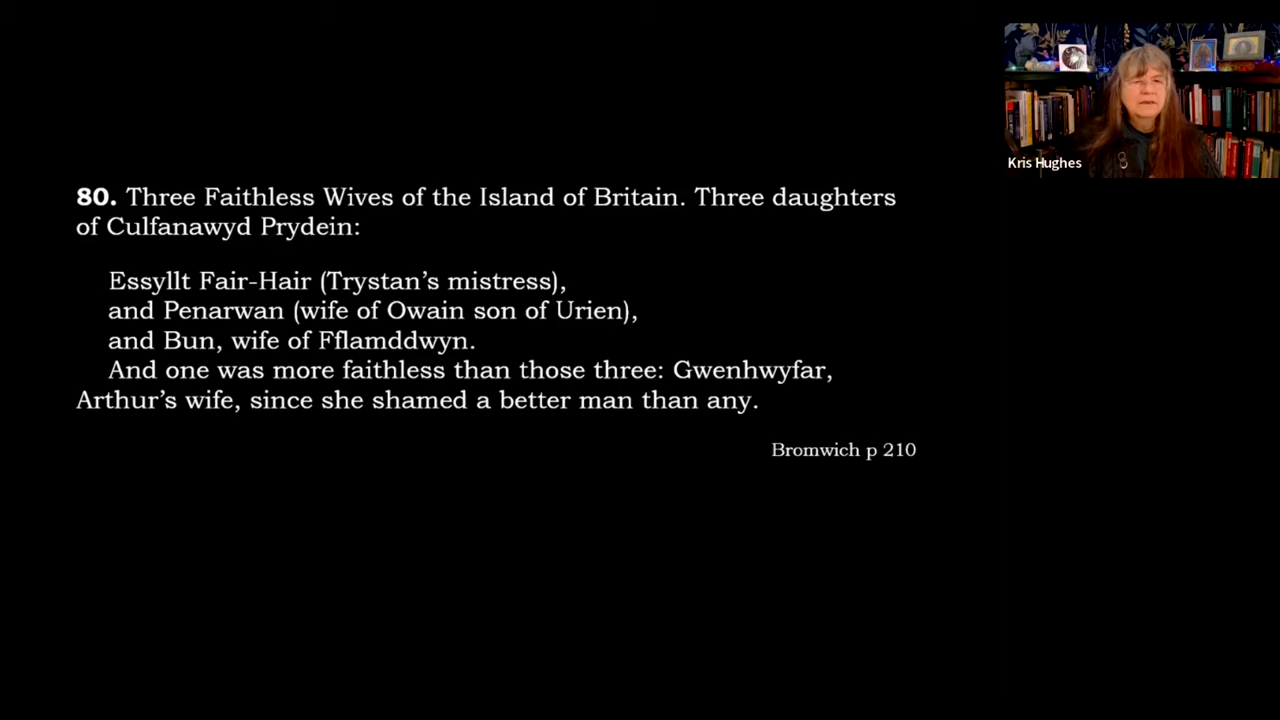 80. Three Faithless Wives of the Island of Britain. Three daughters
of Culfanawyd Prydein:
Essyllt Fair-Hair (Trystan’s mistress),
and Penarwan (wife of Owain son of Urien),
and Bun, wife of Fflamddwyn.
And one was more faithless than those three: Gwenhwyfar,
Arthur’s wife, since she shamed a better man than any.
Bromwich p 210
Kris Hughes